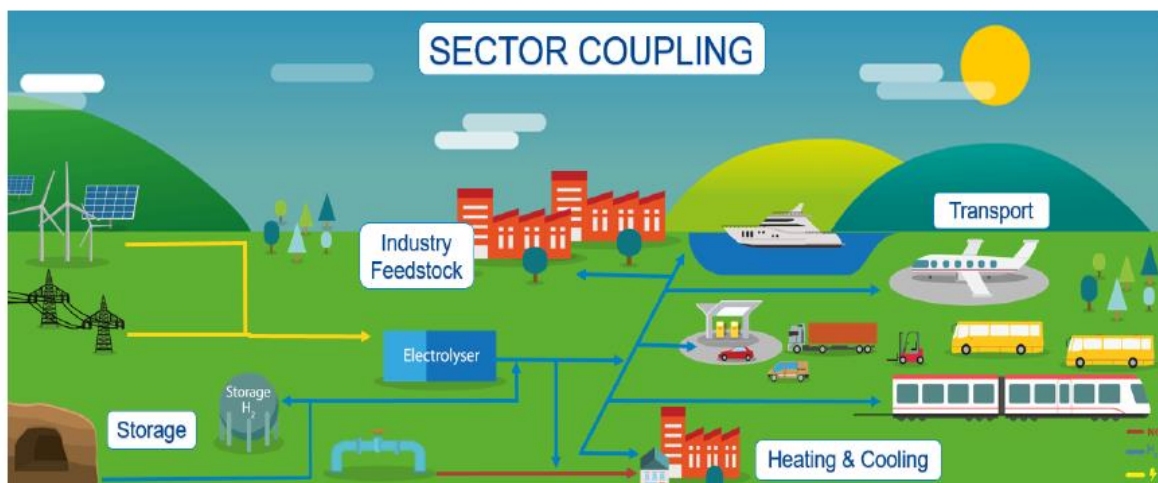 SECTOR COUPLING
Transport
Industry
Feedstock
Electrolyser
Storage
H₂
Storage
Heating & Cooling